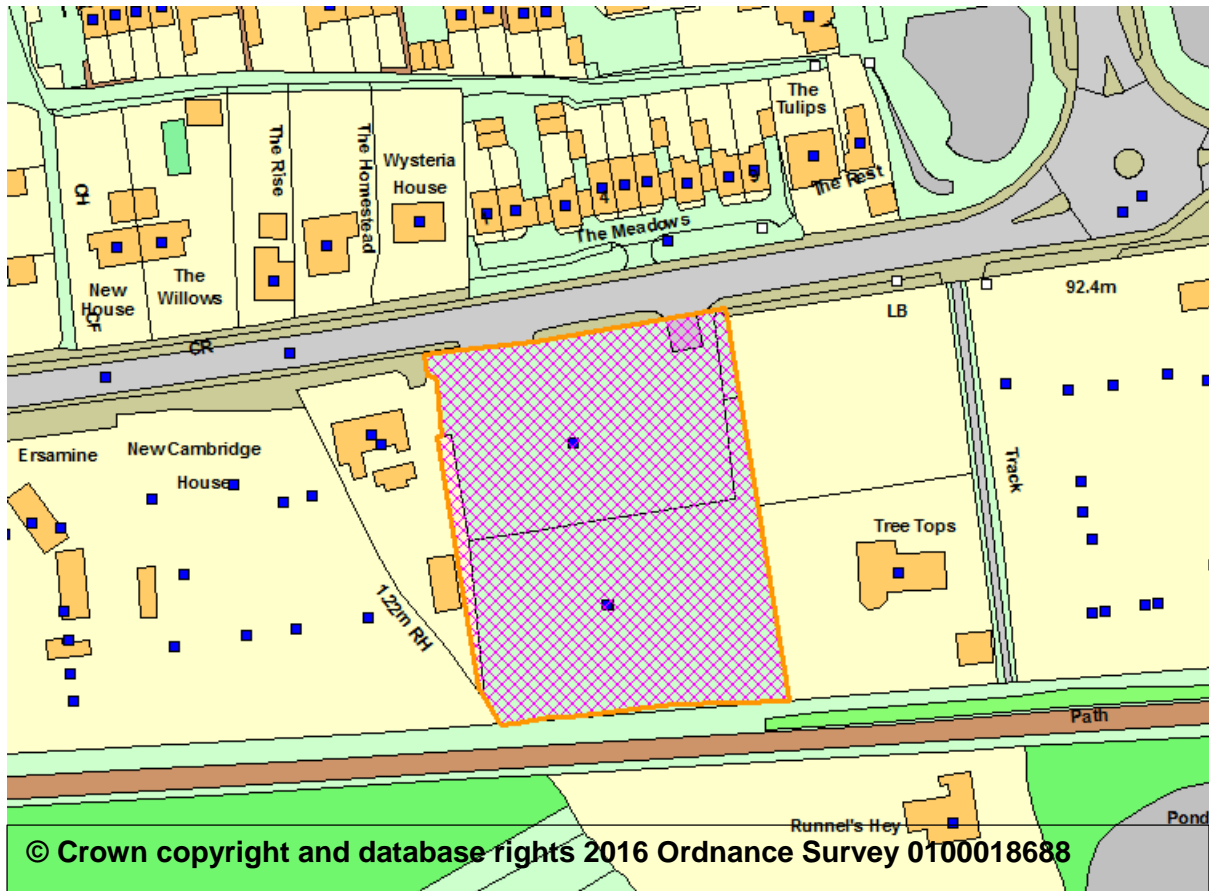 The
Tulips
The Rise
The Homestead
Wysteria
House
CH
1
4
9
The Rest
The Meadows
The
Willows
New
House
CF
CR
92.4m
LB
Ersamine
New Cambridge
House
Track
Tree Tops
1.22m RH
Path
Runnel's Hey
Pond
© Crown copyright and database rights 2016 Ordnance Survey 0100018688